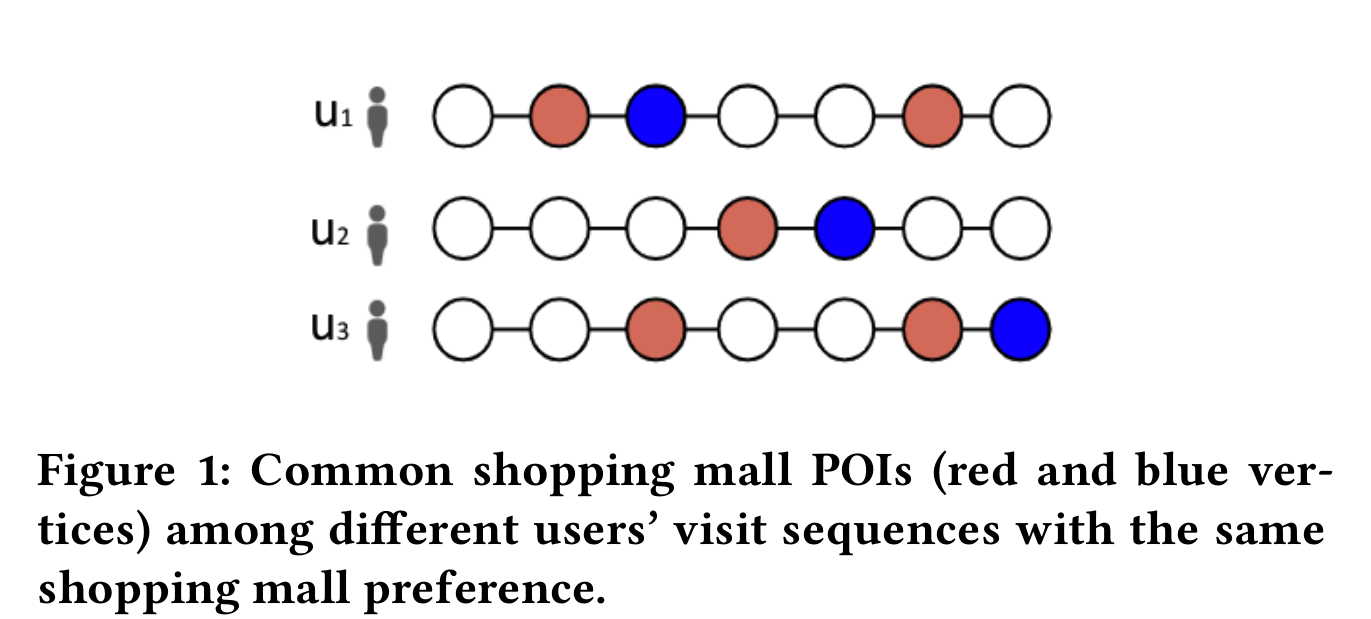 u1
u2
u3
Figure 1: Common shopping mall POIs (red and blue ver-
tices) among different users’ visit sequences with the same
shopping mall preference.